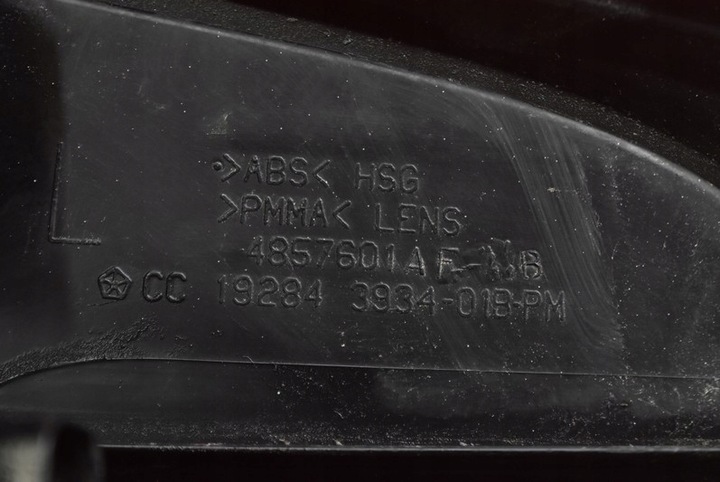 >ABS< HSG
>PMMA< LENS
4857601A
CC 19284 3934-01B-PM